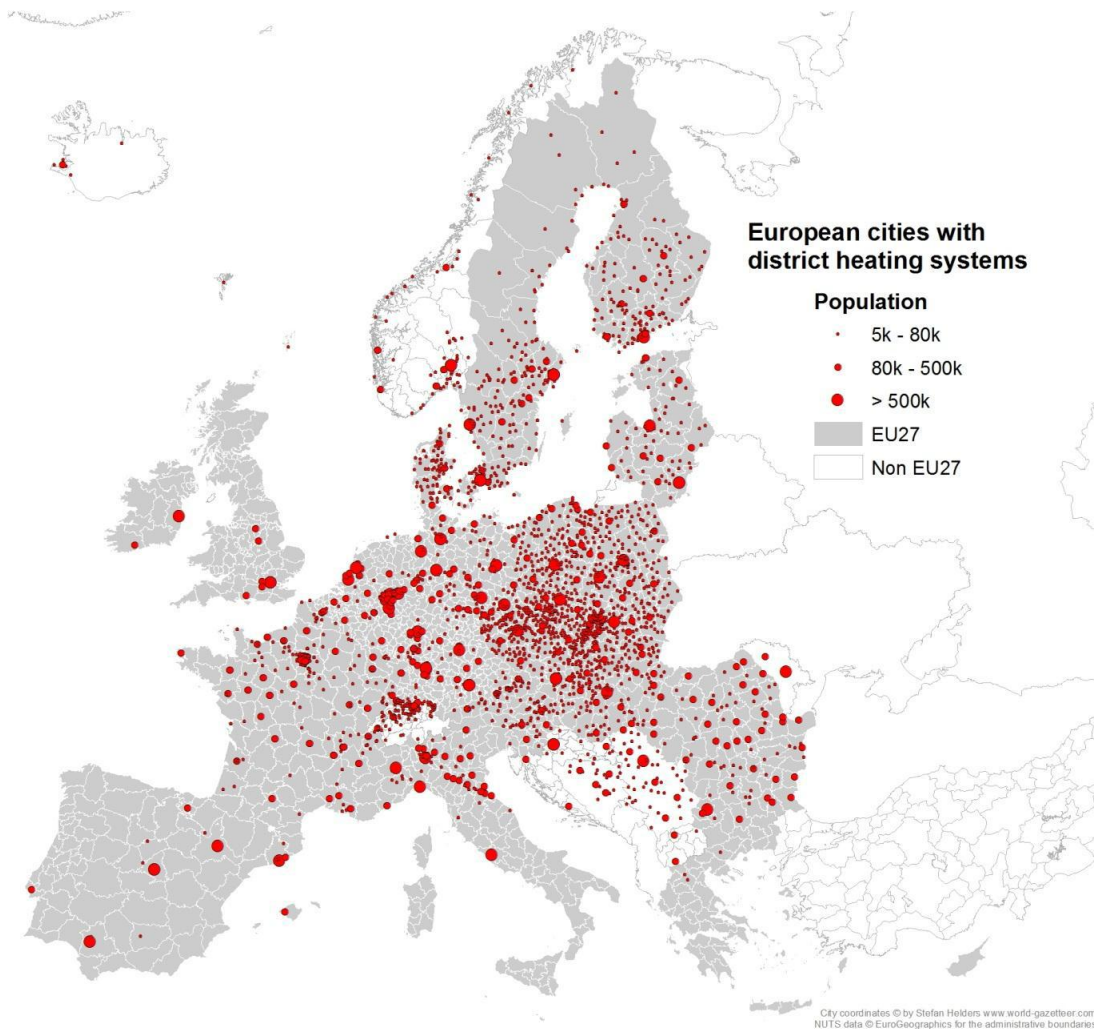 European cities with
district heating systems
Population
5k - 80k
80k - 500k
> 500k
EU27
Non EU27
City coordinates © by Stefan Helders www.world-gazetteer.com
NUTS data © EuroGeographics for the administrative boundaries